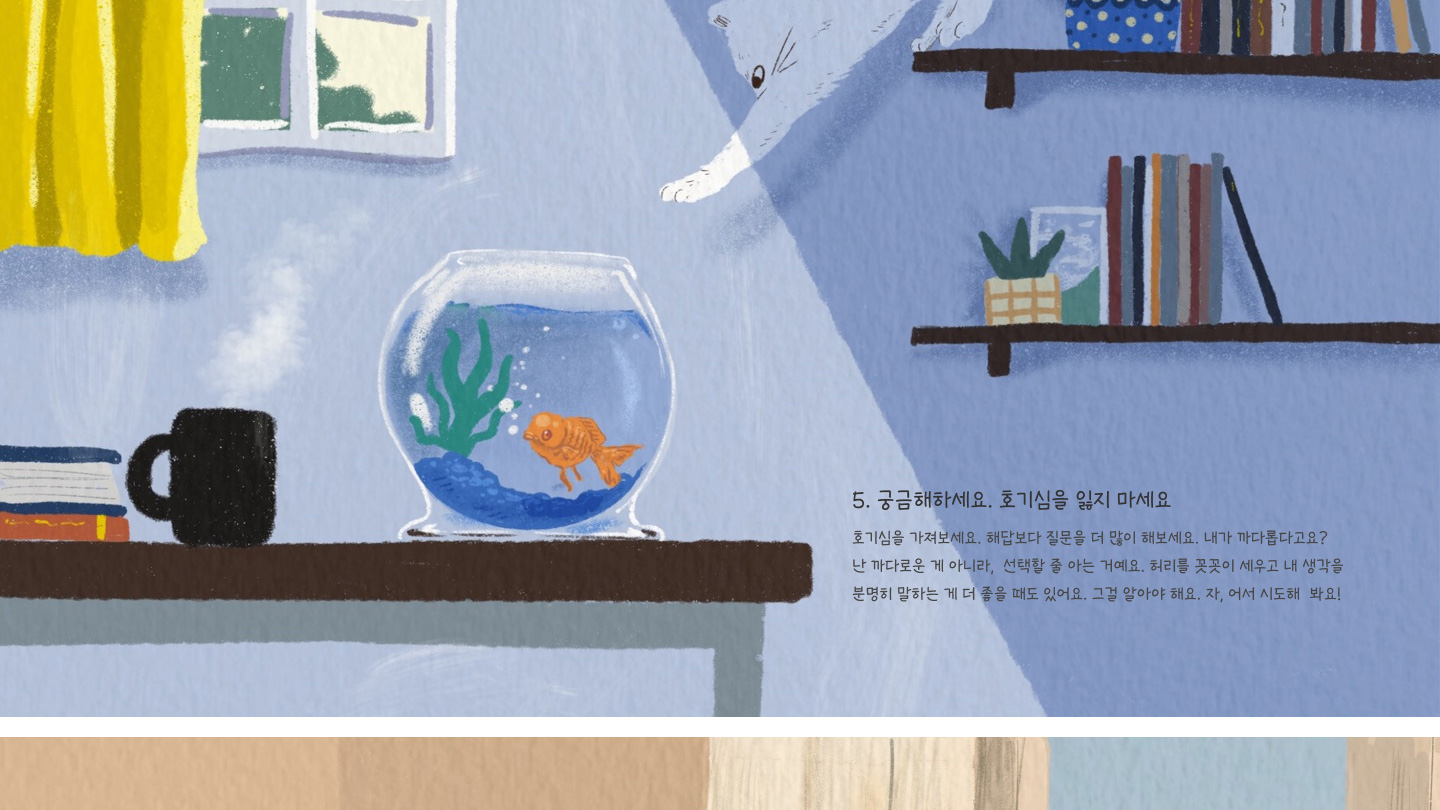 5. 궁금해하세요. 호기심을 잃지 마세요
호기심을 가져보세요. 해답보다 질문을 더 많이 해보세요. 내가 까다롭다고요?
난 까다로운 게 아니라, 선택할 줄 아는 거예요. 허리를 꼿꼿이 세우고 내 생각을
분명히 말하는 게 더 좋을 때도 있어요. 그걸 알아야 해요. 자, 어서 시도해 봐요!